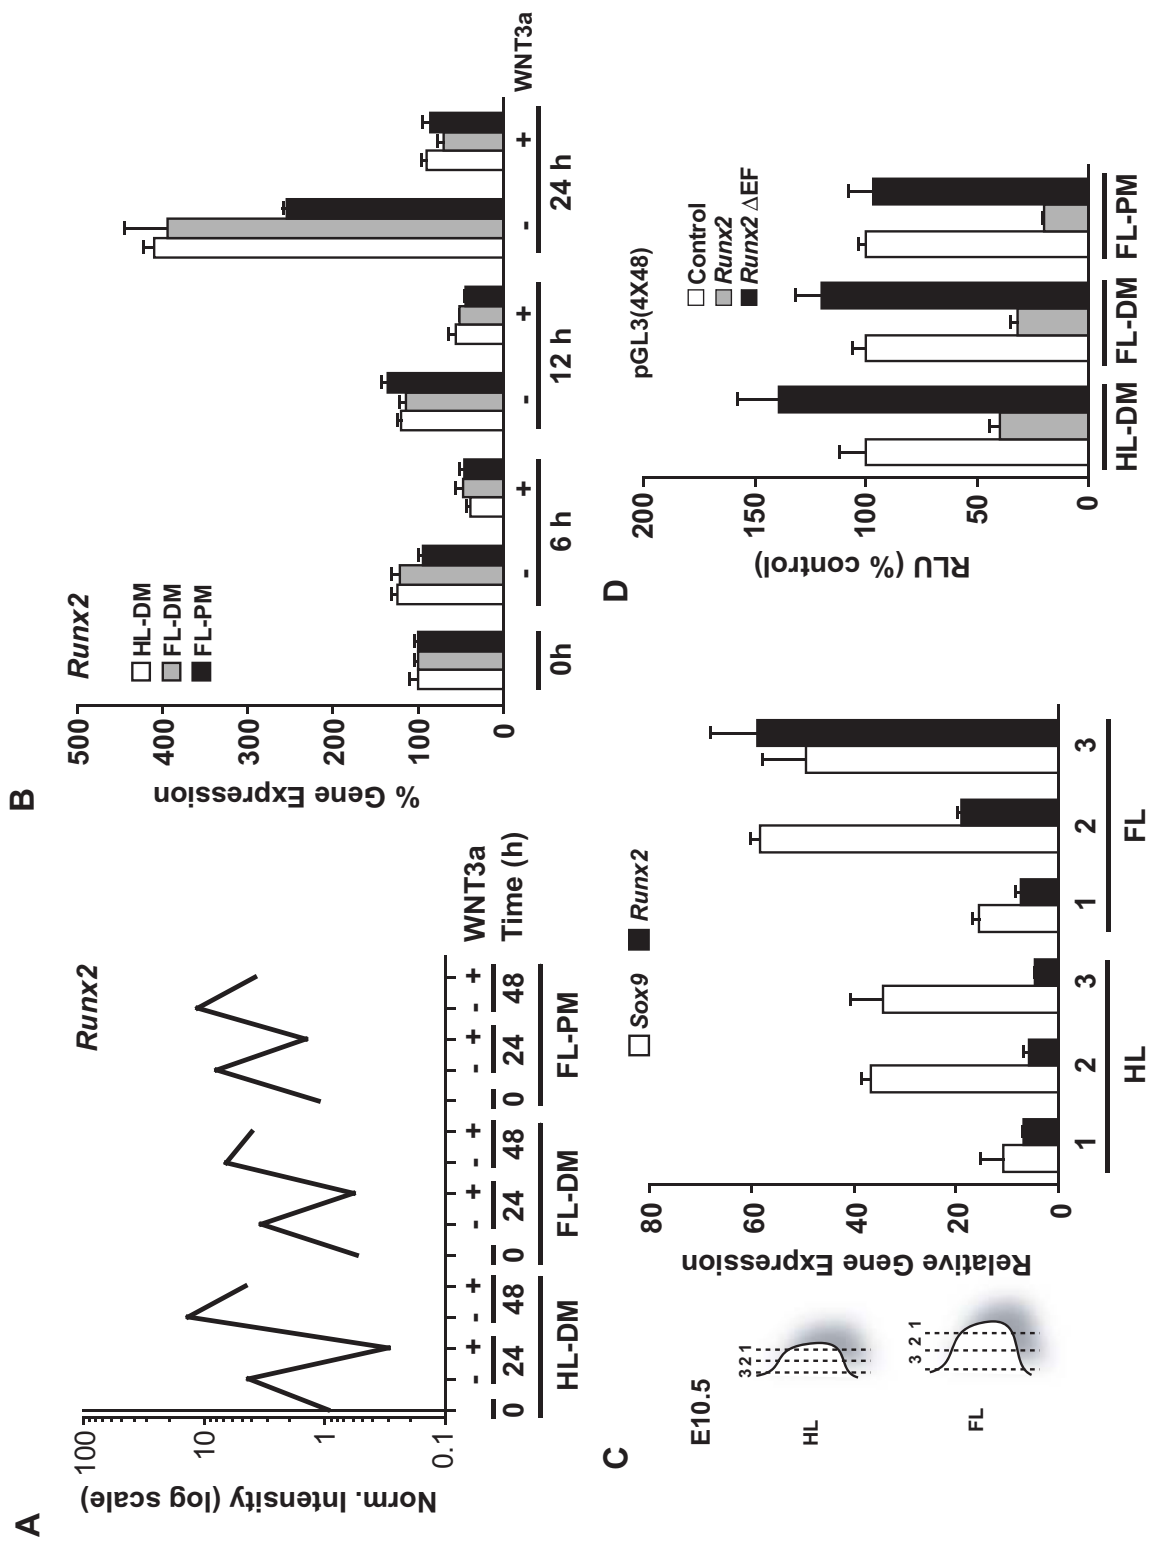 A
Runx2
Norm. Intensity (log scale)
100
10
1
0.1
- + - + - + - + - + - + WNT3a
0 24 48 0 24 48 0 24 48 Time (h)
HL-DM FL-DM FL-PM
B
Runx2
HL-DM
FL-DM
FL-PM
% Gene Expression
500
400
300
200
100
0
- + - + - + WNT3a
0h 6 h 12 h 24 h
C
E10.5
3 2 1
HL
3 2 1
FL
Sox9 Runx2
Relative Gene Expression
80
60
40
20
0
1 2 3 1 2 3
HL FL
D
pGL3(4X48)
Control
Runx2
Runx2 ΔEF
RLU (% control)
200
150
100
50
0
HL-DM FL-DM FL-PM